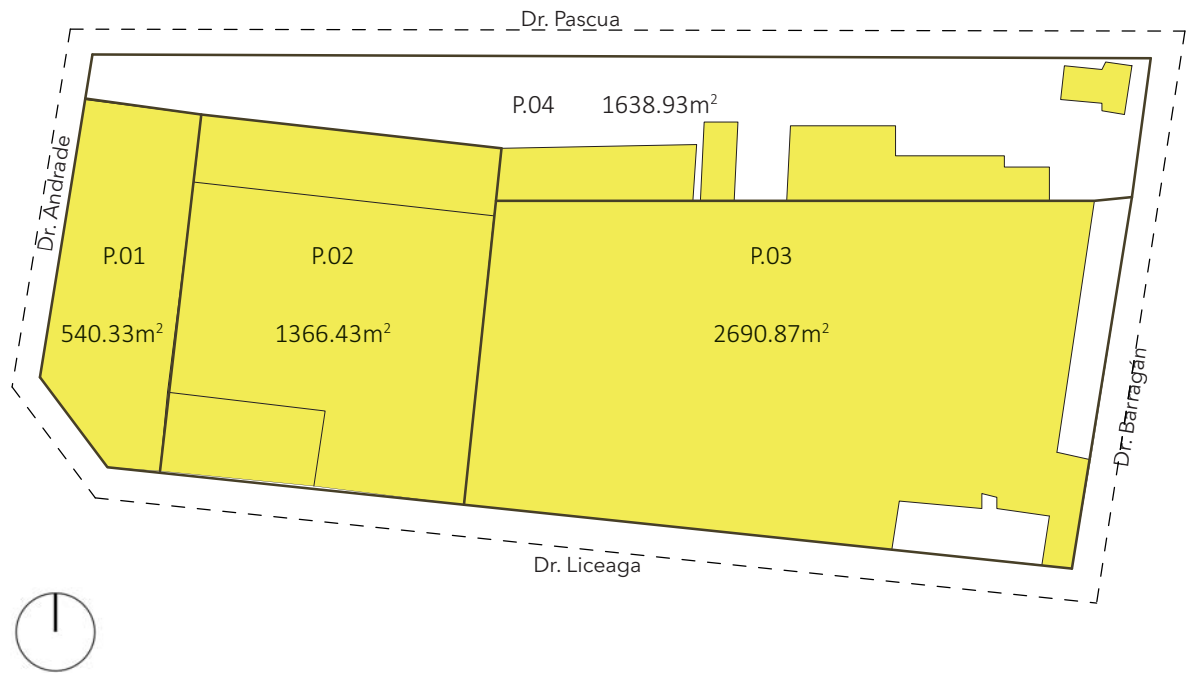 Dr. Pascua
P.04 1638.93m²
Dr. Andrade
P.01
P.02
P.03
540.33m²
1366.43m²
2690.87m²
Dr. Barragán
Dr. Liceaga